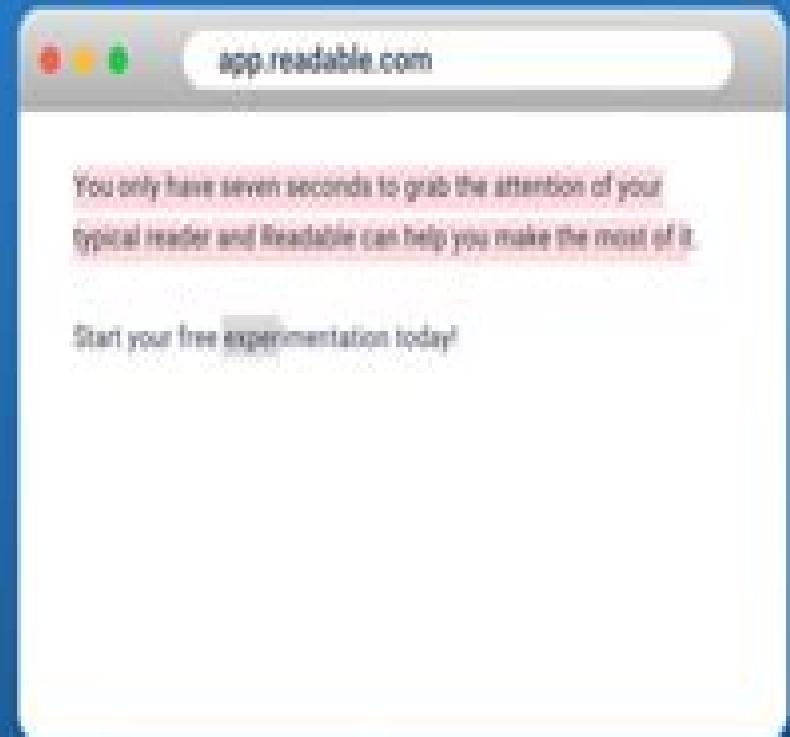 app.readable.com
You only have seven seconds to grab the attention of your
typical reader and Readable can help you make the most of it.
Start your free experimentation today!